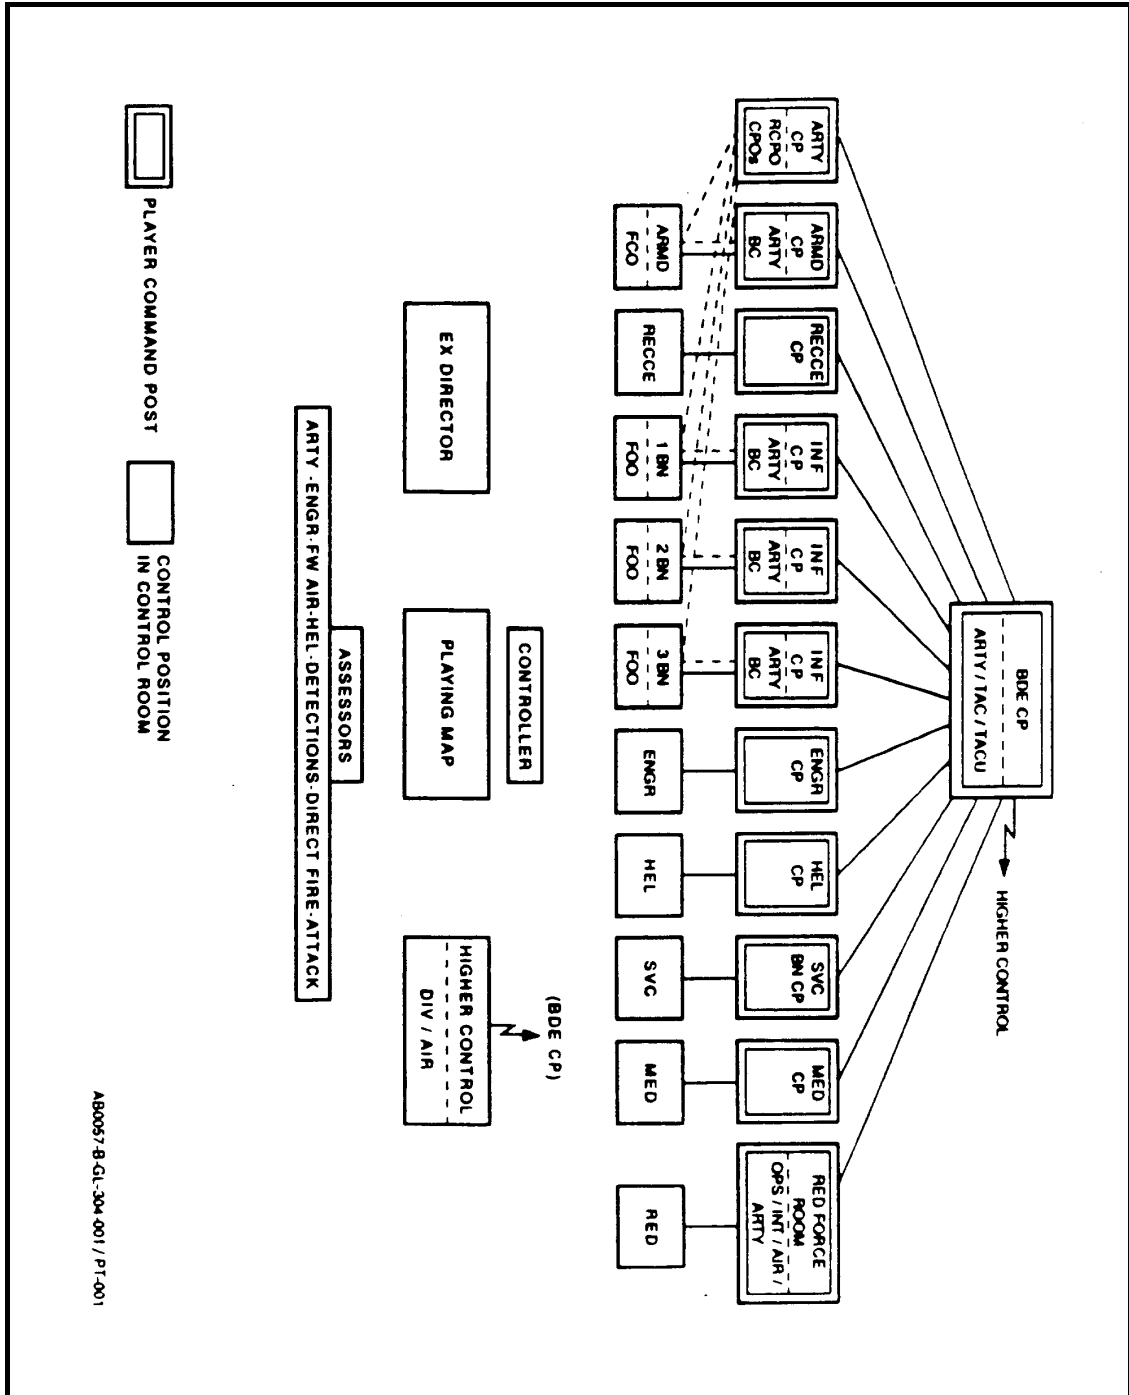 BDE CP
ARTY / TAC / TACU
HIGHER CONTROL
ARTY
CP
RCPO
CPOs
ARMD
CP
ARTY
BC
RECCE
CP
INF
CP
ARTY
BC
INF
CP
ARTY
BC
INF
CP
ARTY
BC
ENGR
CP
HEL
CP
SVC
BN CP
MED
CP
RED FORCE
ROOM
OPS / INT / AIR /
ARTY
ARMD
FCO
RECCE
1 BN
FOO
2 BN
FOO
3 BN
FOO
ENGR
HEL
SVC
MED
RED
(BDE CP)
CONTROLLER
EX DIRECTOR
PLAYING MAP
HIGHER CONTROL
DIV / AIR
ASSESSORS
ARTY - ENGR-FW AIR-HEL-DETECTIONS-DIRECT FIRE-ATTACK
PLAYER COMMAND POST
CONTROL POSITION
IN CONTROL ROOM
AB0057-B-GL-304-001 / PT-001